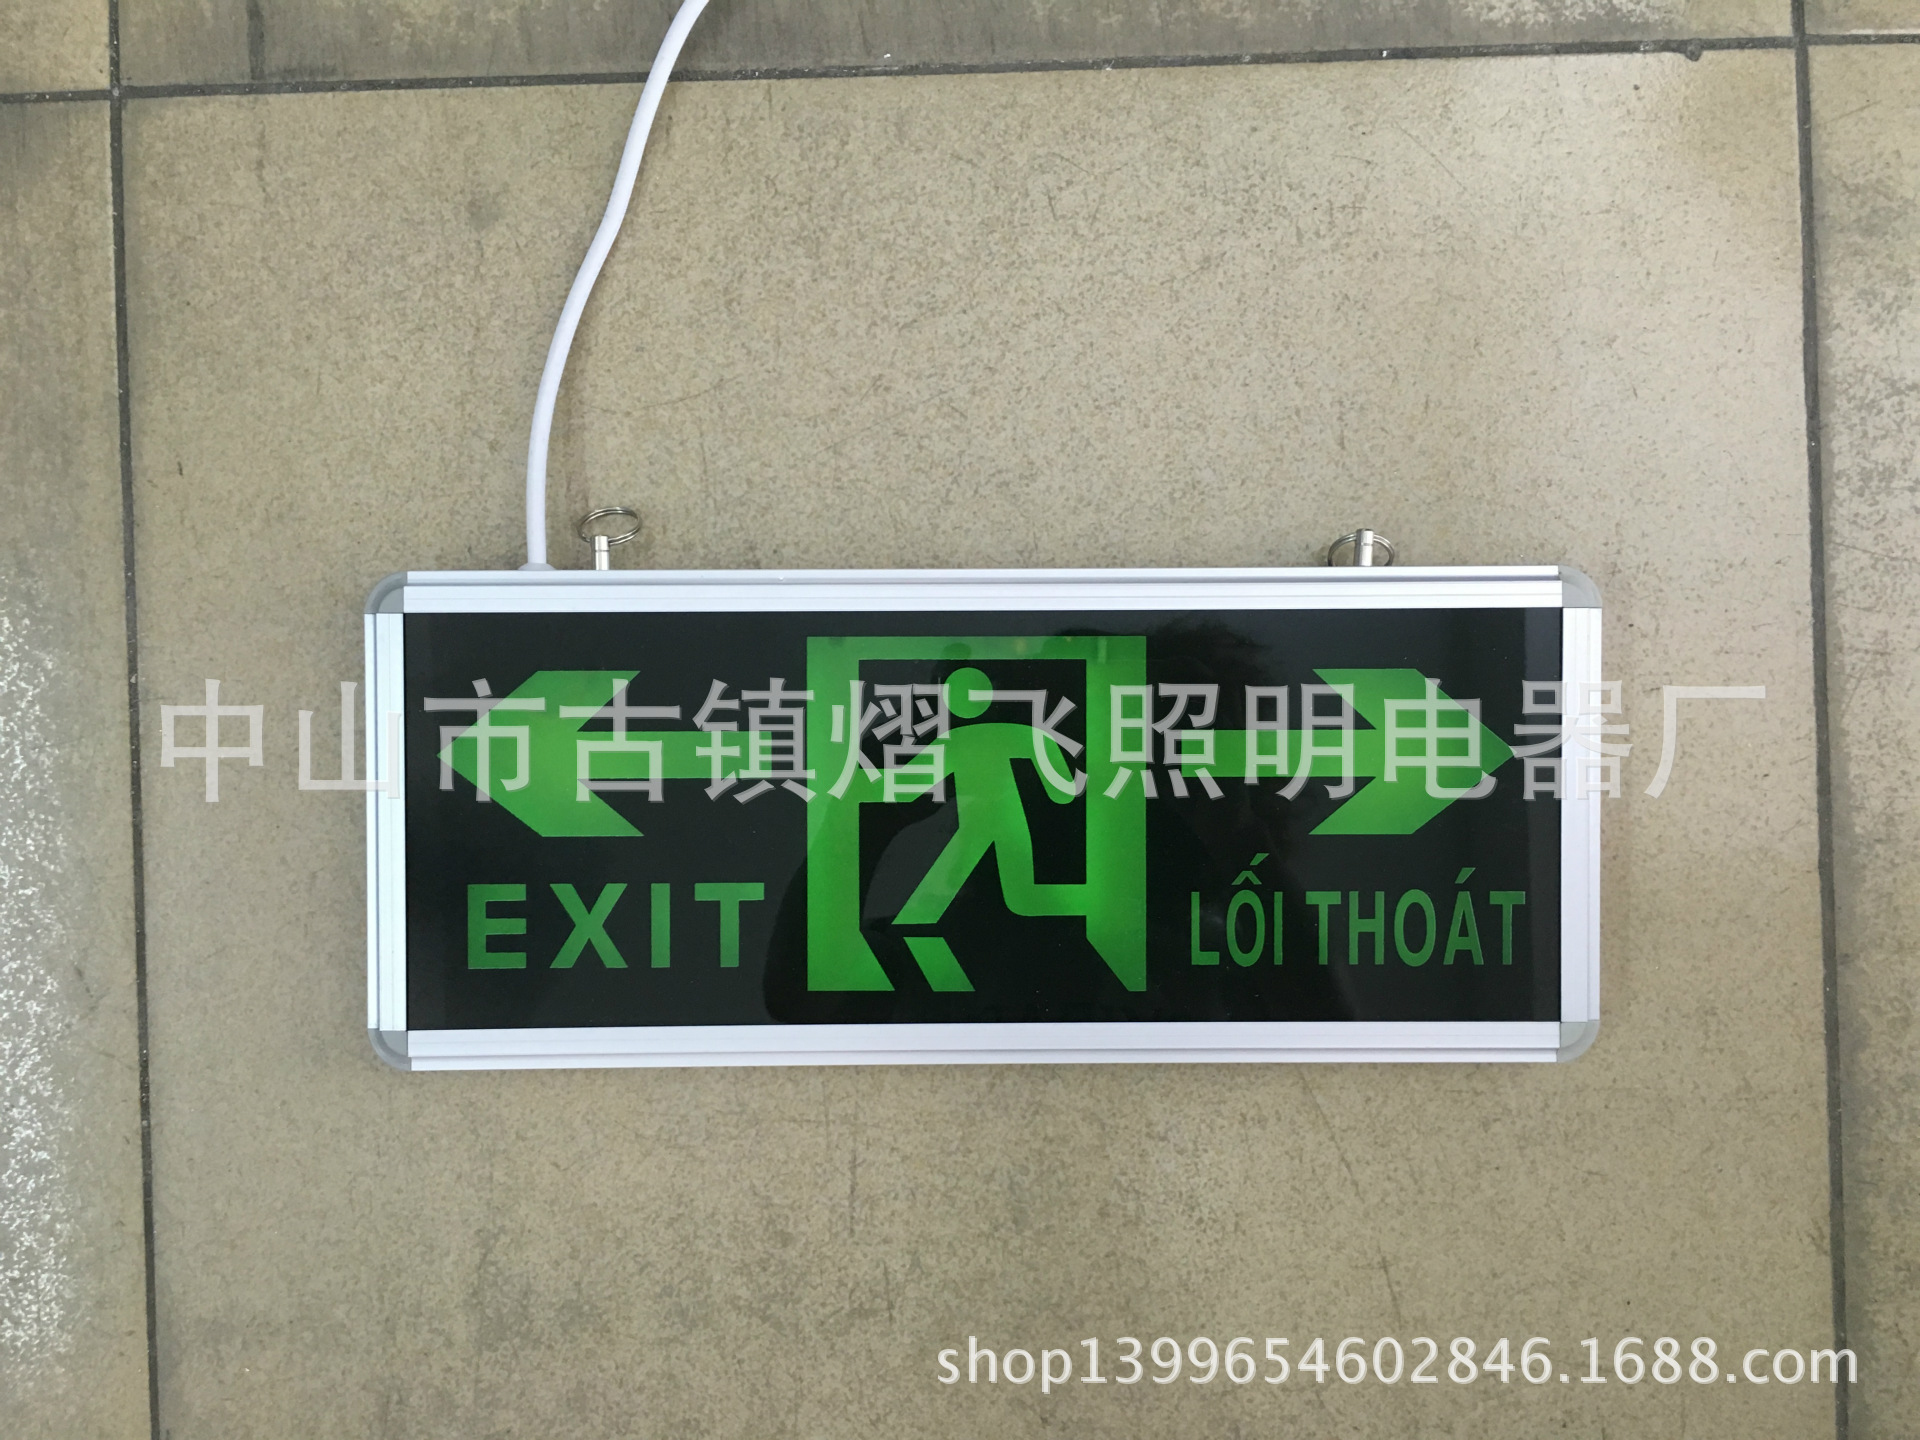 中山市古镇熠飞照明电器厂
EXIT LỐI THOÁT
shop1399654602846.1688.com